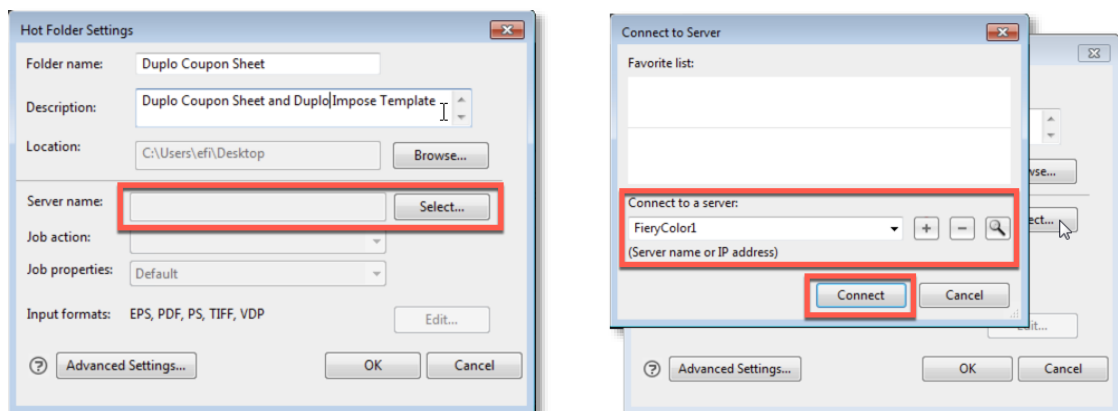 Hot Folder Settings
Folder name: Duplo Coupon Sheet
Description: Duplo Coupon Sheet and Duplo Impose Template
Location: C:\Users\efi\Desktop Browse...
Server name: Select...
Job action:
Job properties: Default
Input formats: EPS, PDF, PS, TIFF, VDP Edit...
Advanced Settings... OK Cancel
Connect to Server
Favorite list:
Connect to a server:
FieryColor1
(Server name or IP address)
Connect Cancel
Advanced Settings... OK Cancel